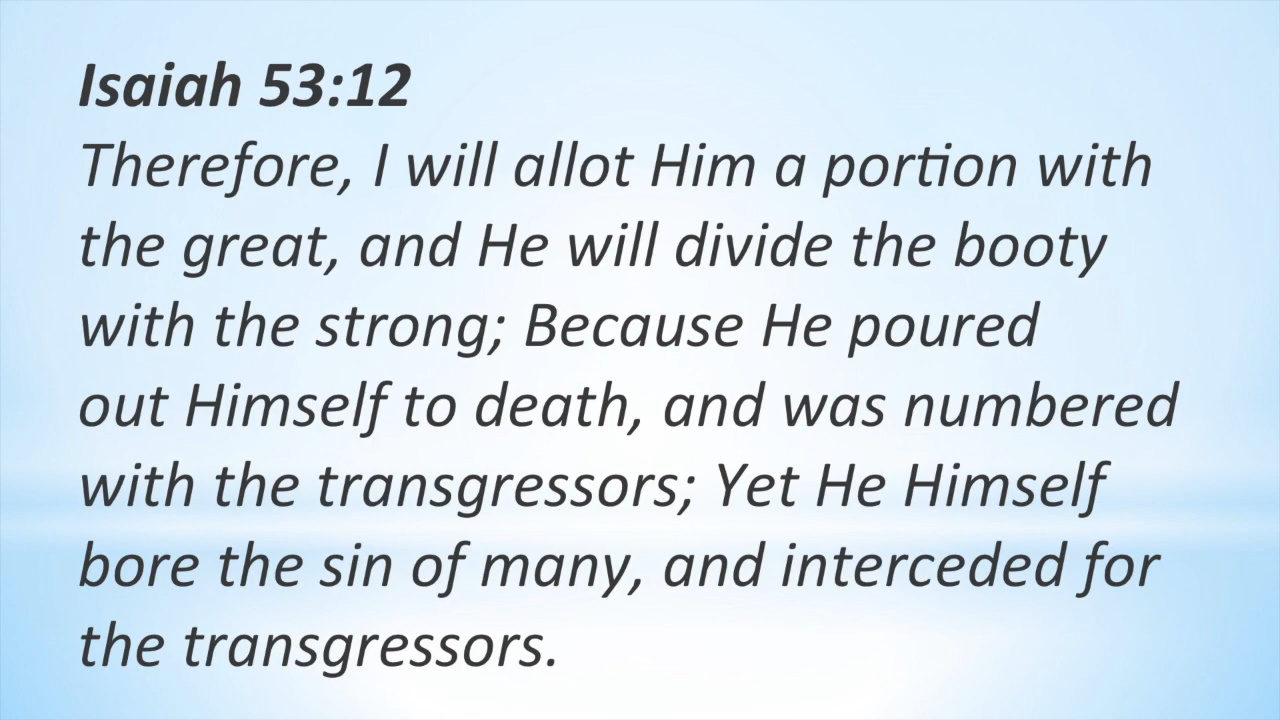 Isaiah 53:12
Therefore, I will allot Him a portion with
the great, and He will divide the booty
with the strong; Because He poured
out Himself to death, and was numbered
with the transgressors; Yet He Himself
bore the sin of many, and interceded for
the transgressors.